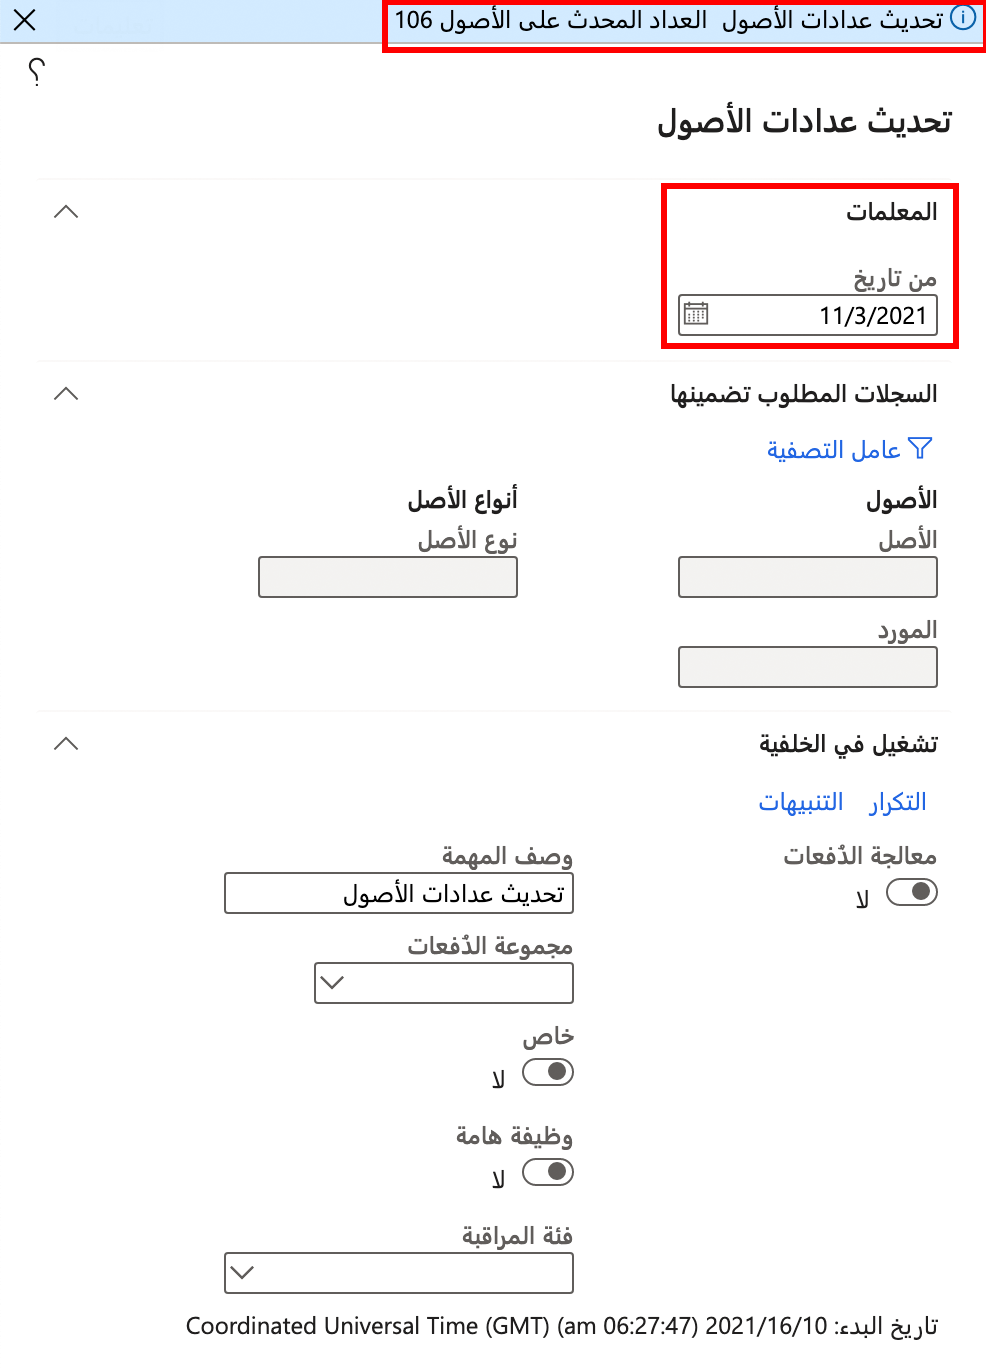 تحديث عدادات الأصول العداد المحدث على الأصول 106
؟
تحديث عدادات الأصول
المعلمات
من تاريخ
11/3/2021
السجلات المطلوب تضمينها
عامل التصفية
الأصول
أنواع الأصل
الأصل
نوع الأصل
المورد
تشغيل في الخلفية
التكرار التنبيهات
معالجة الدُفعات
لا
وصف المهمة
تحديث عدادات الأصول
مجموعة الدُفعات
خاص
لا
وظيفة هامة
لا
فئة المراقبة
تاريخ البدء: 2021/16/10 (06:27:47 am) Coordinated Universal Time (GMT)